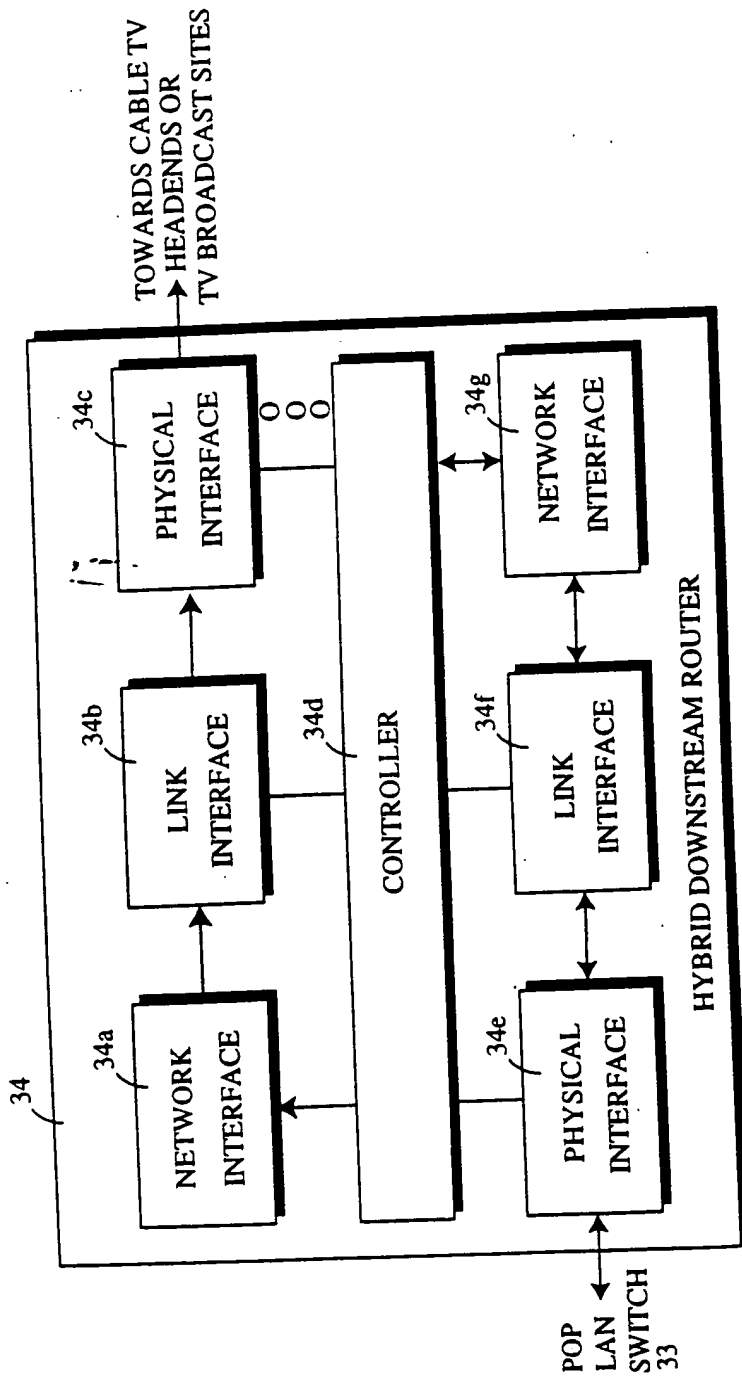 34
34a
NETWORK
INTERFACE
34b
LINK
INTERFACE
34c
PHYSICAL
INTERFACE
TOWARDS CABLE TV
HEADENDS OR
TV BROADCAST SITES
O O O
34d
CONTROLLER
34e
PHYSICAL
INTERFACE
34f
LINK
INTERFACE
34g
NETWORK
INTERFACE
POP
LAN
SWITCH
33
HYBRID DOWNSTREAM ROUTER